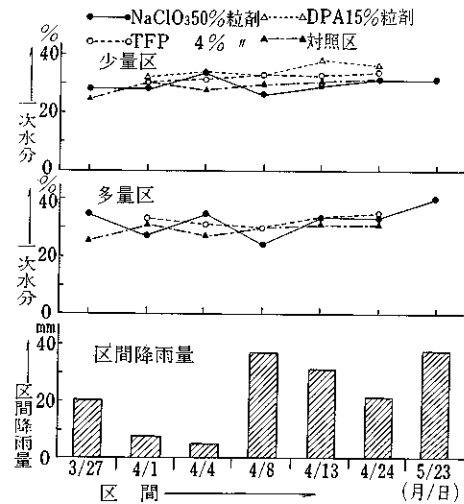 NaClO₃50%粒剤 DPA15%粒剤
TFP 4% 〃 対照区
%
40
少量区
20
0
一次水分
%
40
多量区
20
0
一次水分
mm
40
区間降雨量
20
0
区間降雨量
3/27 4/1 4/4 4/8 4/13 4/24 5/23
区間 (月/日)